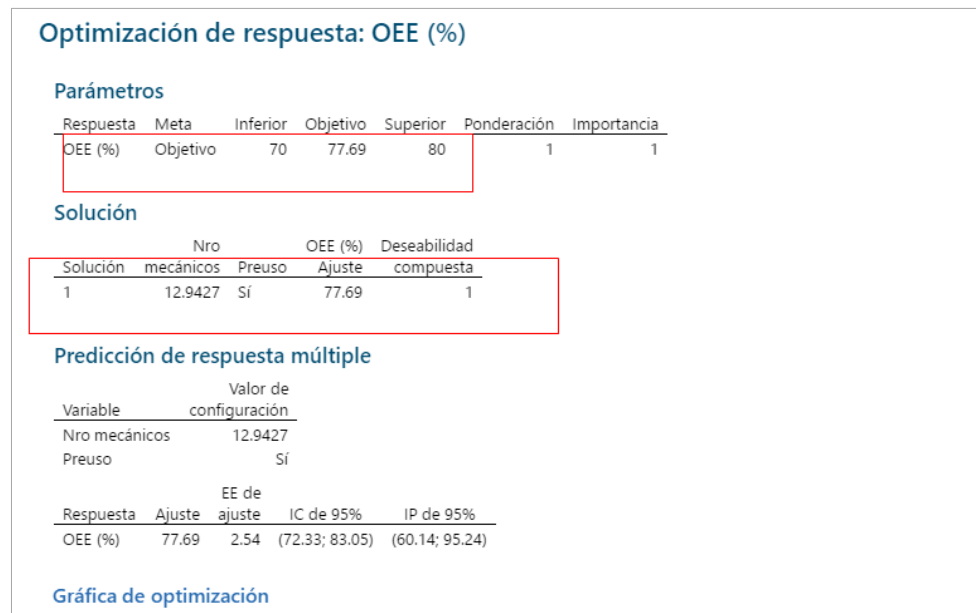 Optimización de respuesta: OEE (%)
Parámetros
Respuesta Meta Inferior Objetivo Superior Ponderación Importancia
OEE (%) Objetivo 70 77.69 80 1 1
Solución
Nro OEE (%) Deseabilidad
Solución mecánicos Preuso Ajuste compuesta
1 12.9427 Sí 77.69 1
Predicción de respuesta múltiple
Valor de
Variable configuración
Nro mecánicos 12.9427
Preuso Sí
EE de
Respuesta Ajuste ajuste IC de 95% IP de 95%
OEE (%) 77.69 2.54 (72.33; 83.05) (60.14; 95.24)
Gráfica de optimización